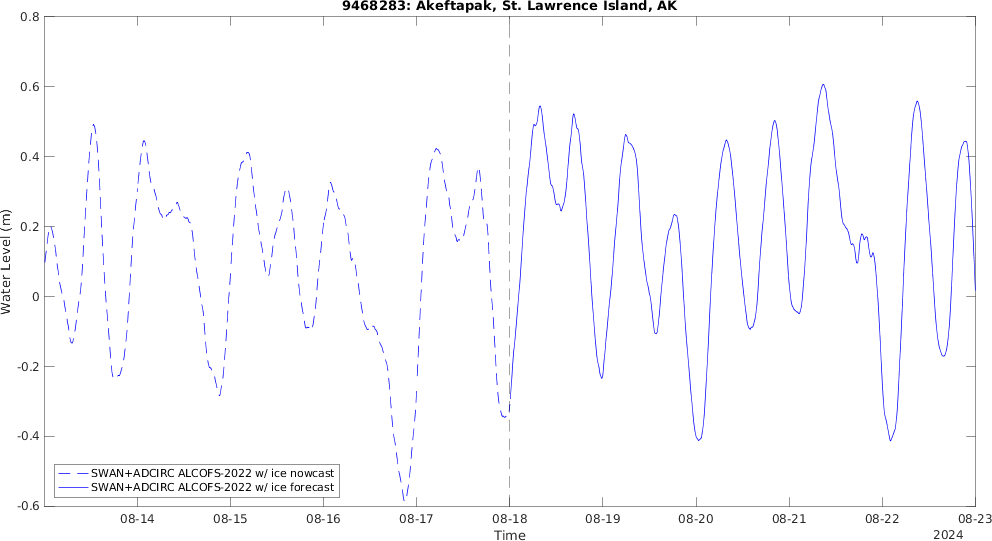 9468283: Akeftapak, St. Lawrence Island, AK
Water Level (m)
0.8
0.6
0.4
0.2
0
-0.2
-0.4
-0.6
SWAN+ADCIRC ALCOFS-2022 w/ ice nowcast
SWAN+ADCIRC ALCOFS-2022 w/ ice forecast
08-14 08-15 08-16 08-17 08-18 08-19 08-20 08-21 08-22 08-23
Time
2024